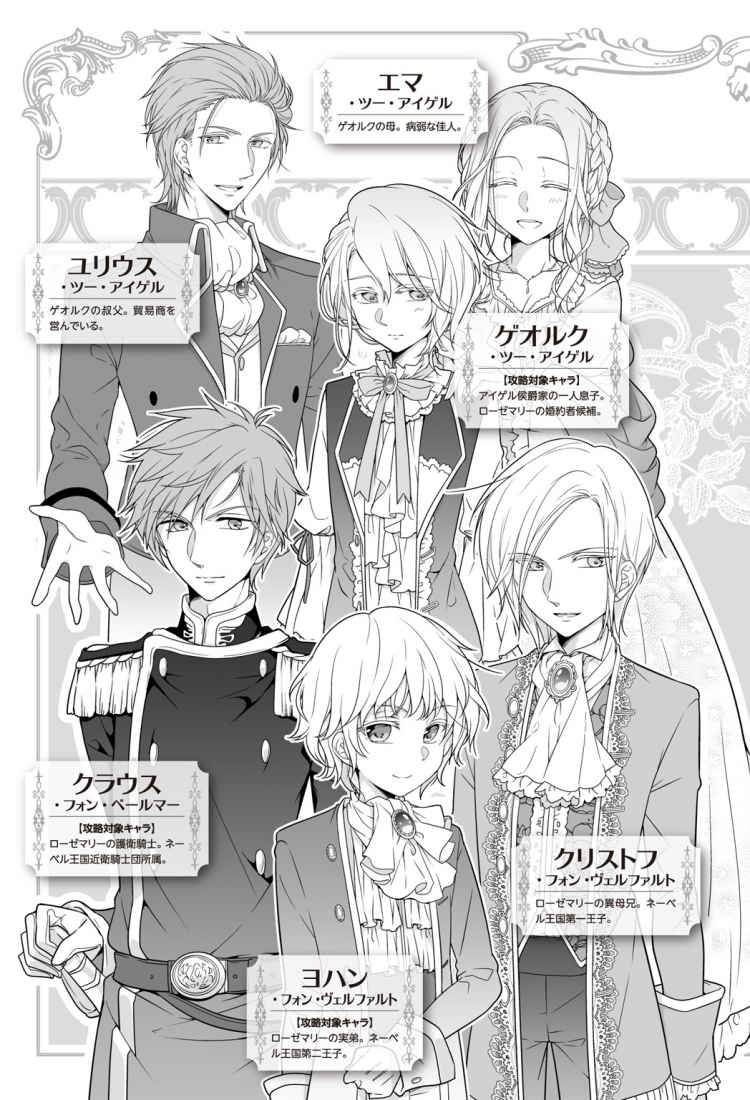 エマ
・ツー・アイゲル
ゲオルクの母。病弱な佳人。
ユリウス
・ツー・アイゲル
ゲオルクの叔父。貿易商を
営んでいる。
ゲオルク
・ツー・アイゲル
【攻略対象キャラ】
アイゲル侯爵家の一人息子。
ローゼマリーの婚約者候補。
クラウス
・フォン・ベールマー
【攻略対象キャラ】
ローゼマリーの護衛騎士。ネー
ベル王国近衛騎士団所属。
クリストフ
・フォン・ヴェルファルト
ローゼマリーの異母兄。ネーベ
ル王国第一王子。
ヨハン
・フォン・ヴェルファルト
【攻略対象キャラ】
ローゼマリーの実弟。ネーベ
ル王国第二王子。